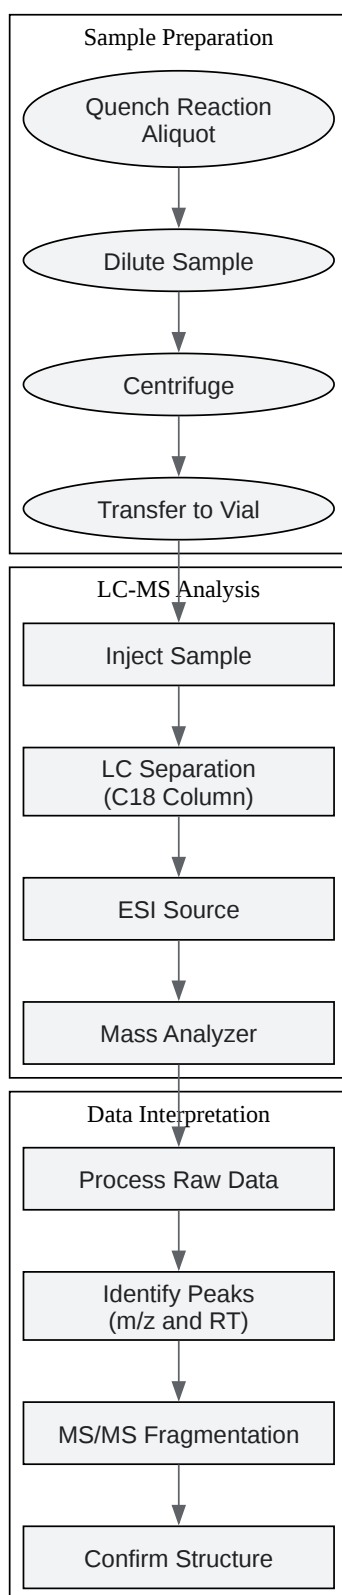 Sample Preparation
Quench Reaction
Aliquot
Dilute Sample
Centrifuge
Transfer to Vial
LC-MS Analysis
Inject Sample
LC Separation
(C18 Column)
ESI Source
Mass Analyzer
Data Interpretation
Process Raw Data
Identify Peaks
(m/z and RT)
MS/MS Fragmentation
Confirm Structure